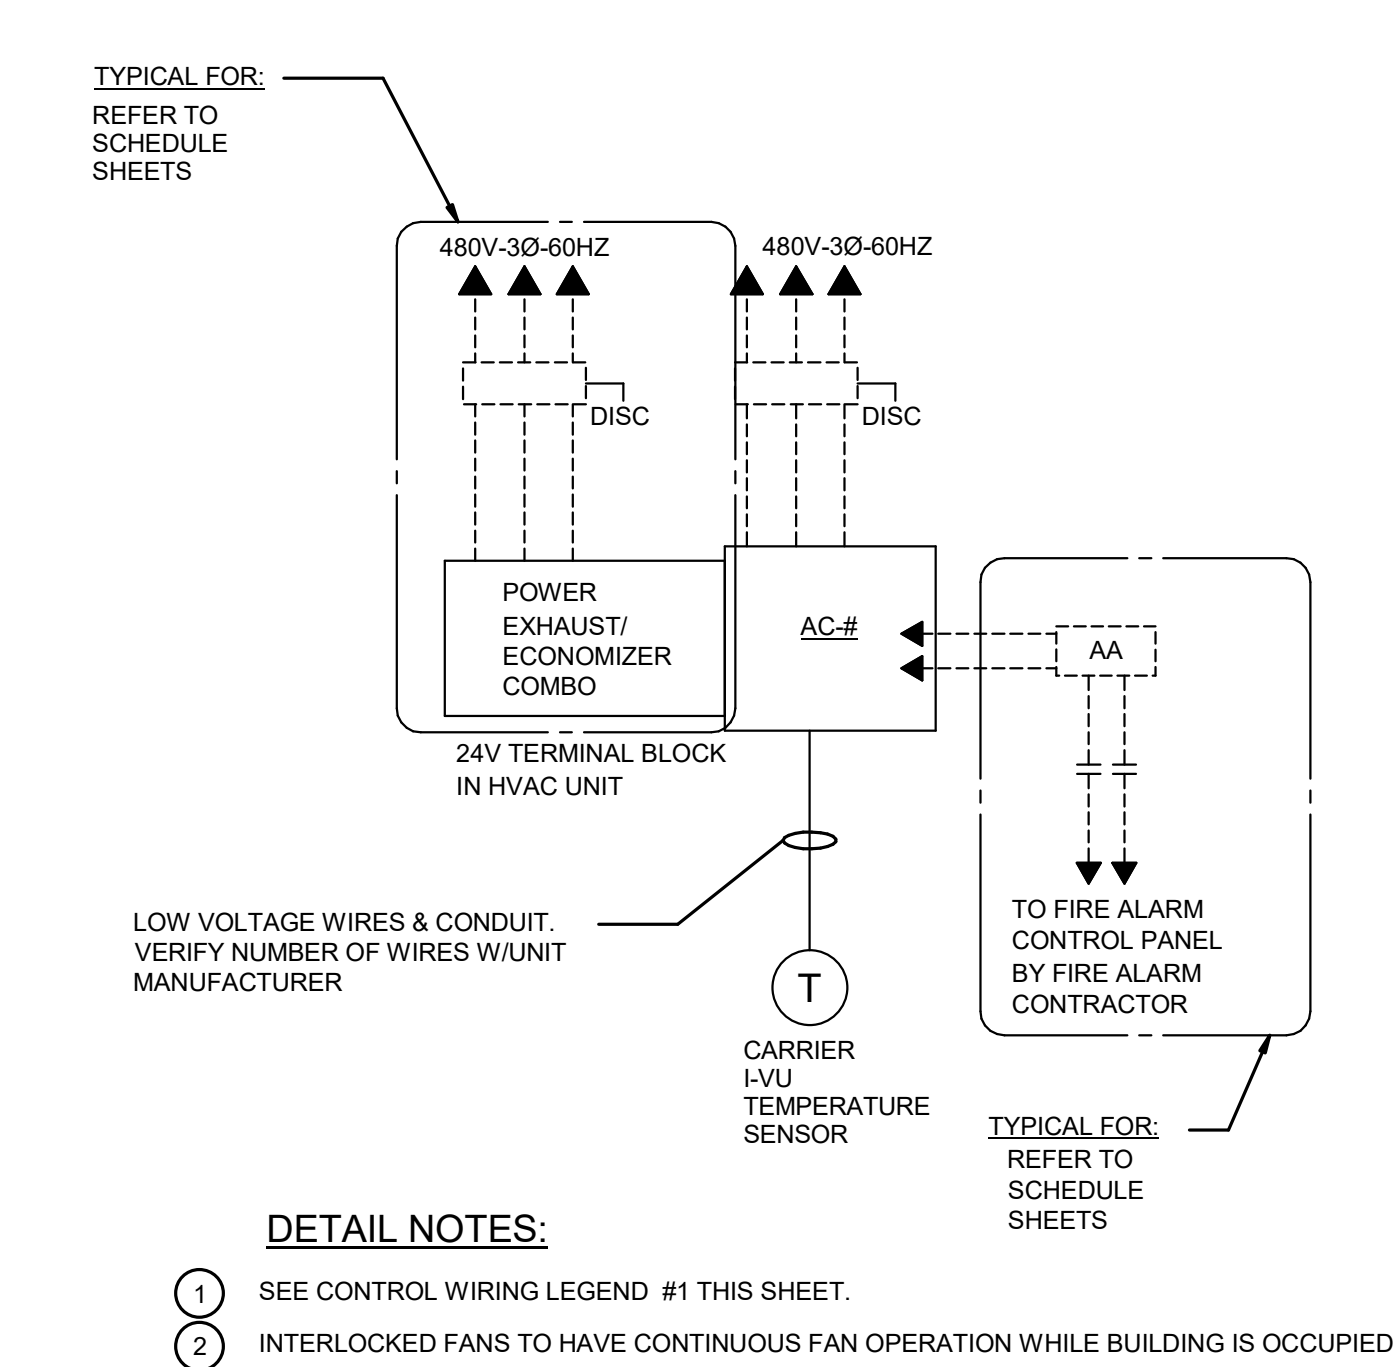 TYPICAL FOR:
REFER TO
SCHEDULE
SHEETS
480V-3Ø-60HZ
480V-3Ø-60HZ
DISC
DISC
POWER
EXHAUST/
ECONOMIZER
COMBO
AC-#
AA
24V TERMINAL BLOCK
IN HVAC UNIT
LOW VOLTAGE WIRES & CONDUIT.
VERIFY NUMBER OF WIRES W/UNIT
MANUFACTURER
TO FIRE ALARM
CONTROL PANEL
BY FIRE ALARM
CONTRACTOR
T
CARRIER
I-VU
TEMPERATURE
SENSOR
TYPICAL FOR:
REFER TO
SCHEDULE
SHEETS
DETAIL NOTES:
1 SEE CONTROL WIRING LEGEND #1 THIS SHEET.
2 INTERLOCKED FANS TO HAVE CONTINUOUS FAN OPERATION WHILE BUILDING IS OCCUPIED